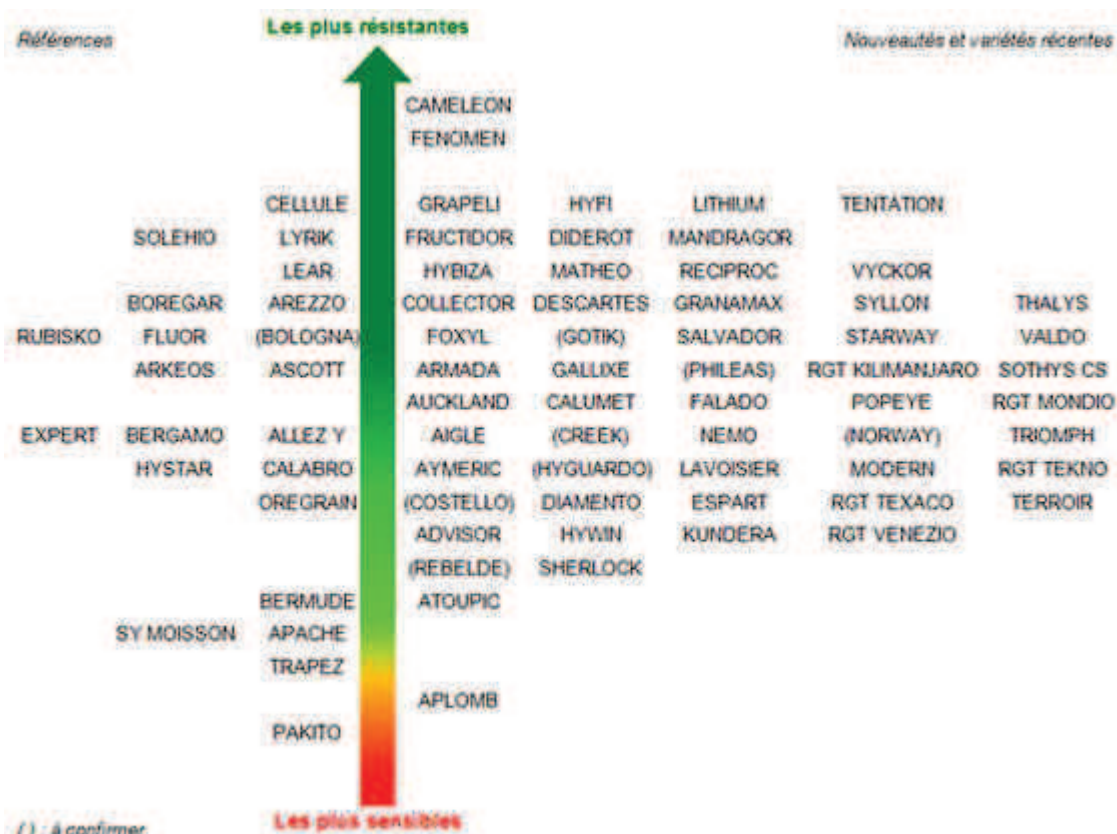 Les plus résistantes
Références Nouveautés et variétés récentes
CAMELEON
FENOMEN
CELLULE GRAPELI HYFI LITHIUM TENTATION
SOLEHIO LYRIK FRUCTIDOR DIDEROT MANDRAGOR
LEAR HYBIZA MATHEO RECIPROC VYCKOR
BOREGAR AREZZO COLLECTOR DESCARTES GRANAMAX SYLLON THALYS
RUBISKO FLUOR (BOLOGNA) FOXYL (GOTIK) SALVADOR STARWAY VALDO
ARKEOS ASCOTT ARMADA GALLIXE (PHILEAS) RGT KILIMANJARO SOTHYS CS
AUCKLAND CALUMET FALADO POPEYE RGT MONDIO
EXPERT BERGAMO ALLEZ Y AIGLE (CREEK) NEMO (NORWAY) TRIOMPH
HYSTAR CALABRO AYMERIC (HYGUARDO) LAVOISIER MODERN RGT TEKNO
OREGRAIN (COSTELLO) DIAMENTO ESPART RGT TEXACO TERROIR
ADVISOR HYWIN KUNDERA RGT VENEZIO
(REBELDE) SHERLOCK
BERMUDE ATOUPIC
SY MOISSON APACHE
TRAPEZ
APLOMB
PAKITO
Les plus sensibles
( ) : à confirmer